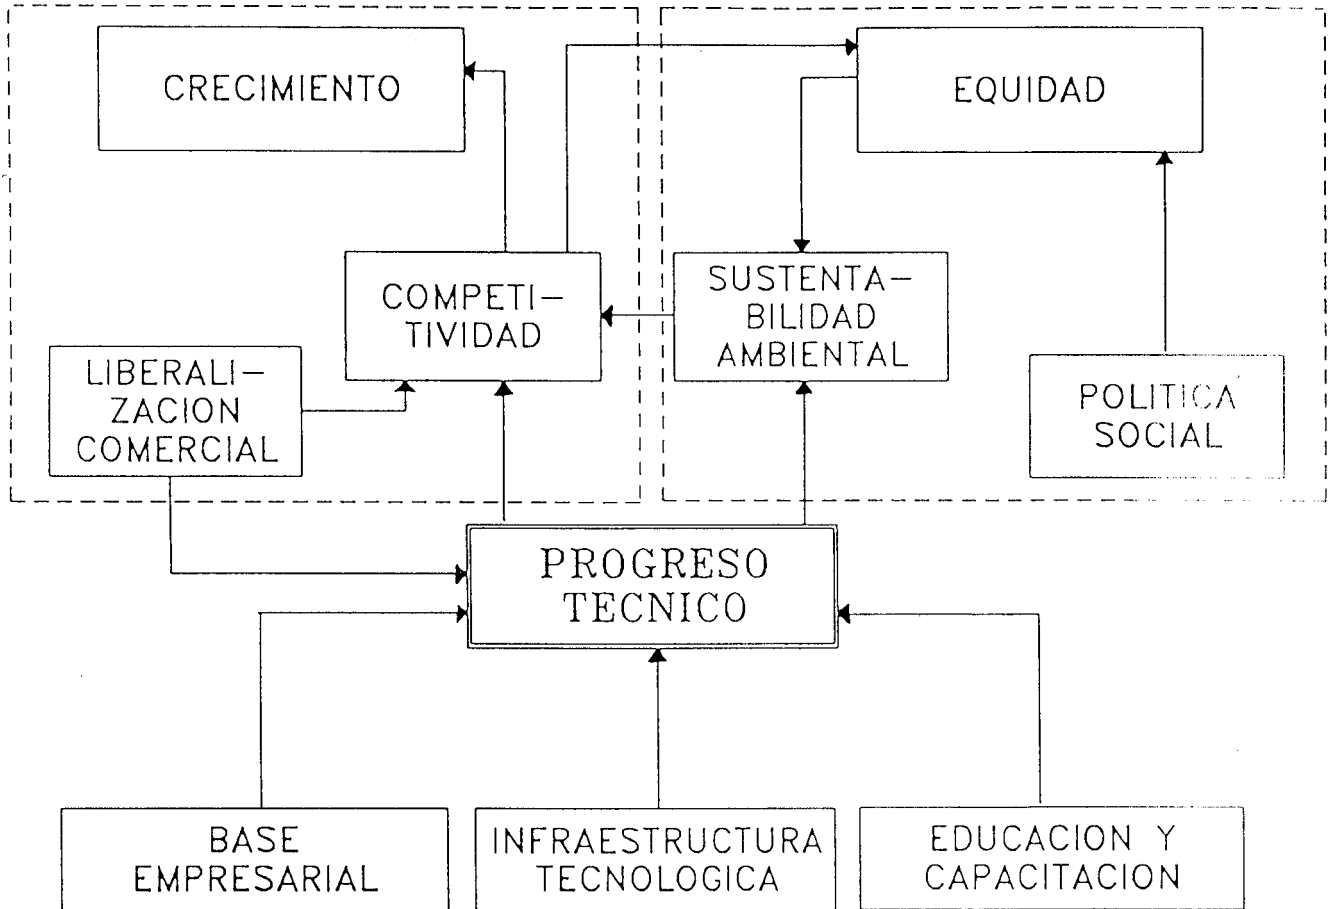 CRECIMIENTO
EQUIDAD
COMPETI-
TIVIDAD
SUSTENTA-
BILIDAD
AMBIENTAL
LIBERALI-
ZACION
COMERCIAL
POLITICA
SOCIAL
PROGRESO
TECNICO
BASE
EMPRESARIAL
INFRAESTRUCTURA
TECNOLOGICA
EDUCACION Y
CAPACITACION